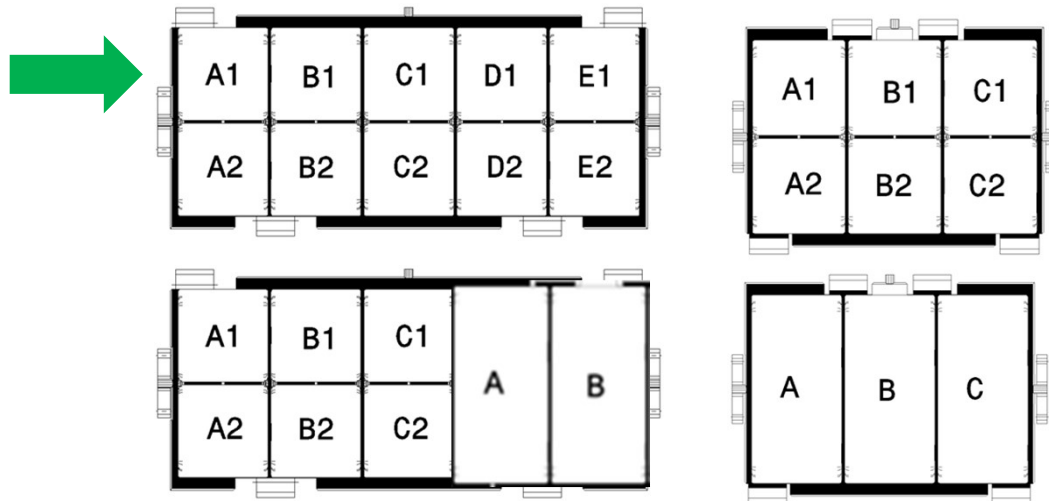 A1 B1 C1 D1 E1
A2 B2 C2 D2 E2
A1 B1 C1
A2 B2 C2
A1 B1 C1 A B
A2 B2 C2
A B C